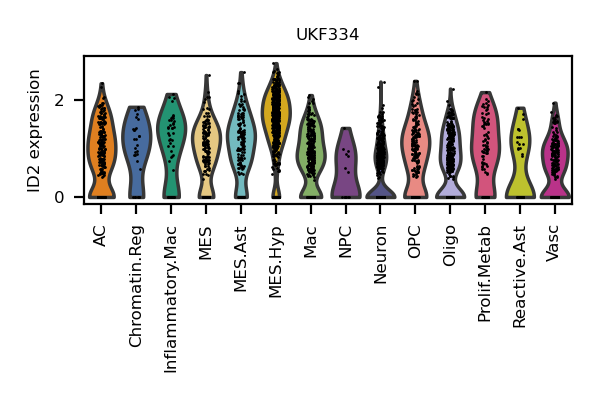 UKF334
ID2 expression
2
0
AC
Chromatin.Reg
Inflammatory.Mac
MES
MES.Ast
MES.Hyp
Mac
NPC
Neuron
OPC
Oligo
Prolif.Metab
Reactive.Ast
Vasc